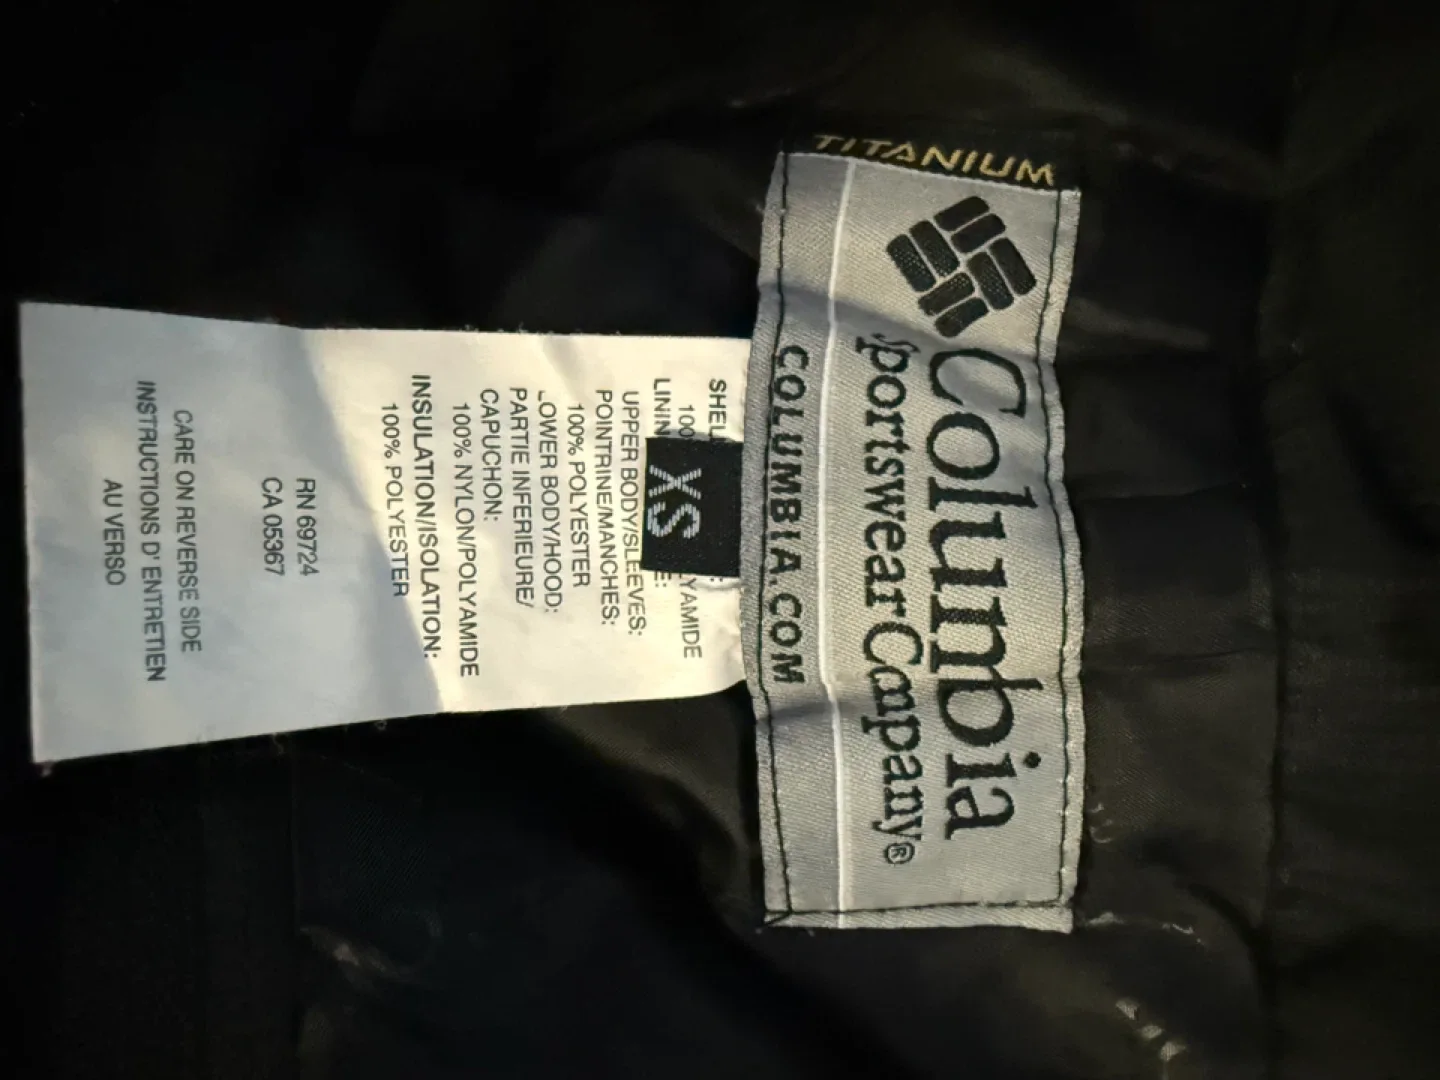 TITANIUM
Columbia
Sportswear Company®
COLUMBIA.COM
XS
UPPER BODY/SLEEVES:
POINTRINE/MANCHES:
100% POLYESTER
LOWER BODY/HOOD:
PARTIE INFERIEURE/
CAPUCHON:
100% NYLON/POLYAMIDE
INSULATION/ISOLATION:
100% POLYESTER
RN 69724
CA 05367
CARE ON REVERSE SIDE
INSTRUCTIONS D' ENTRETIEN
AU VERSO